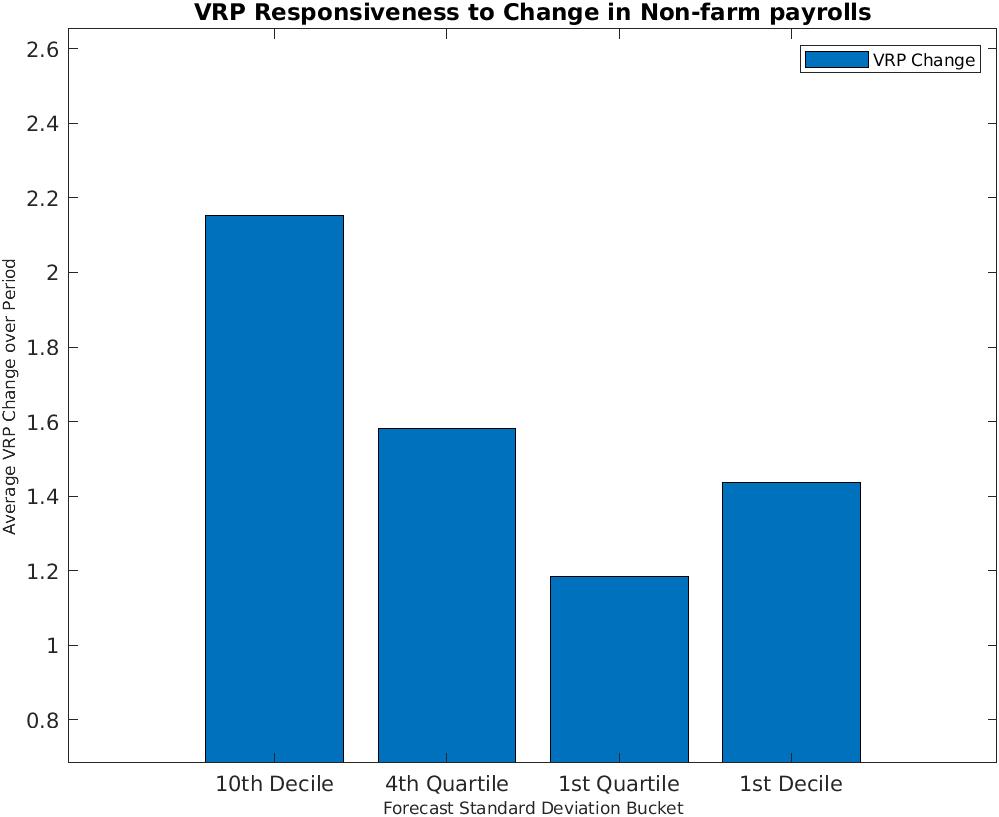 VRP Responsiveness to Change in Non-farm payrolls
VRP Change
2.6
2.4
2.2
2
1.8
1.6
1.4
1.2
1
0.8
Average VRP Change over Period
10th Decile 4th Quartile 1st Quartile 1st Decile
Forecast Standard Deviation Bucket